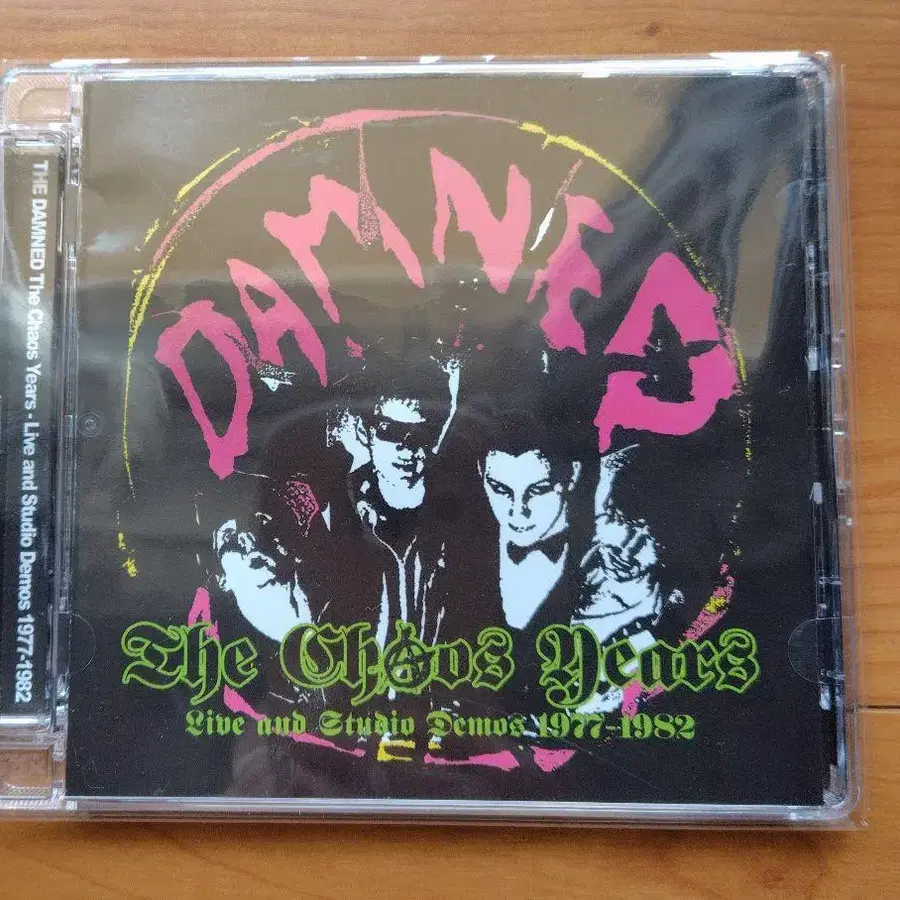 THE DAMNED The Chaos Years - Live and Studio Demos 1977-1982
DAMNED
The Chaos Years
Live and Studio Demos 1977-1982